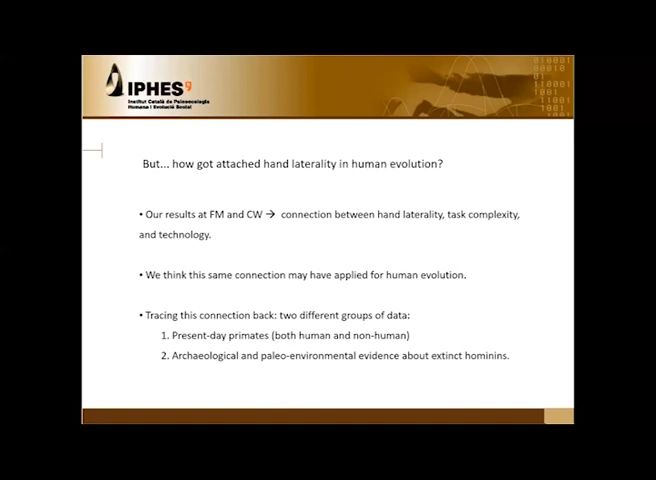 IPHES
Institut Català de Paleoecologia
Humana i Evolució Social
But... how got attached hand laterality in human evolution?
• Our results at FM and CW → connection between hand laterality, task complexity,
and technology.
• We think this same connection may have applied for human evolution.
• Tracing this connection back: two different groups of data:
1. Present-day primates (both human and non-human)
2. Archaeological and paleo-environmental evidence about extinct hominins.